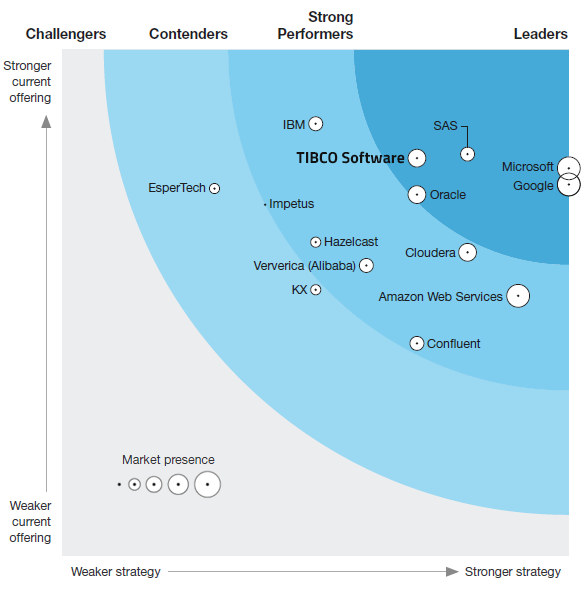 Challengers
Contenders
Strong
Performers
Leaders
Stronger
current
offering
IBM
SAS
TIBCO Software
Microsoft
Google
EsperTech
Oracle
Impetus
Hazelcast
Cloudera
Ververica (Alibaba)
KX
Amazon Web Services
Confluent
Market presence
Weaker
current
offering
Weaker strategy
Stronger strategy